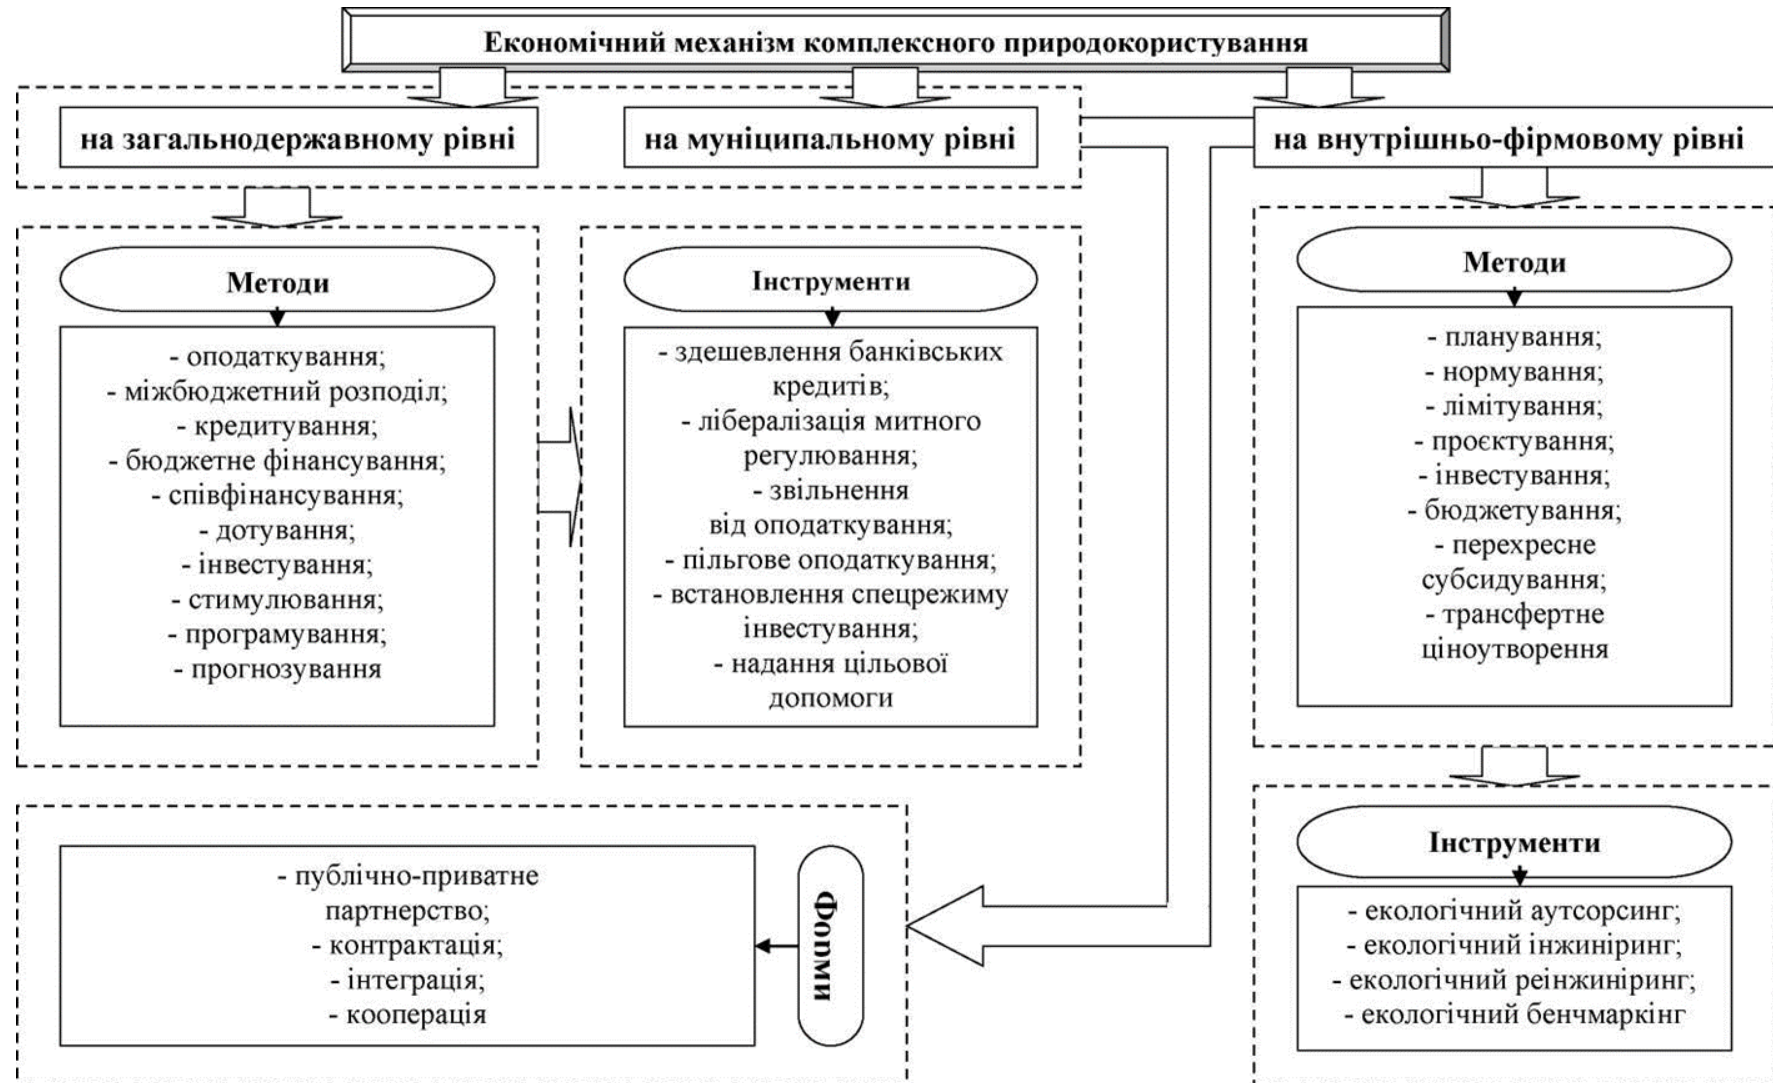 Економічний механізм комплексного природокористування
на загальнодержавному рівні
на муніципальному рівні
на внутрішньо-фірмовому рівні
Методи
- оподаткування;
- міжбюджетний розподіл;
- кредитування;
- бюджетне фінансування;
- співфінансування;
- дотування;
- інвестування;
- стимулювання;
- програмування;
- прогнозування
Інструменти
- здешевлення банківських
кредитів;
- лібералізація митного
регулювання;
- звільнення
від оподаткування;
- пільгове оподаткування;
- встановлення спецрежиму
інвестування;
- надання цільової
допомоги
Методи
- планування;
- нормування;
- лімітування;
- проєктування;
- інвестування;
- бюджетування;
- перехресне
субсидування;
- трансфертне
ціноутворення
Інструменти
- екологічний аутсорсинг;
- екологічний інжиніринг;
- екологічний реінжиніринг;
- екологічний бенчмаркінг
Форми
- публічно-приватне
партнерство;
- контрактація;
- інтеграція;
- кооперація